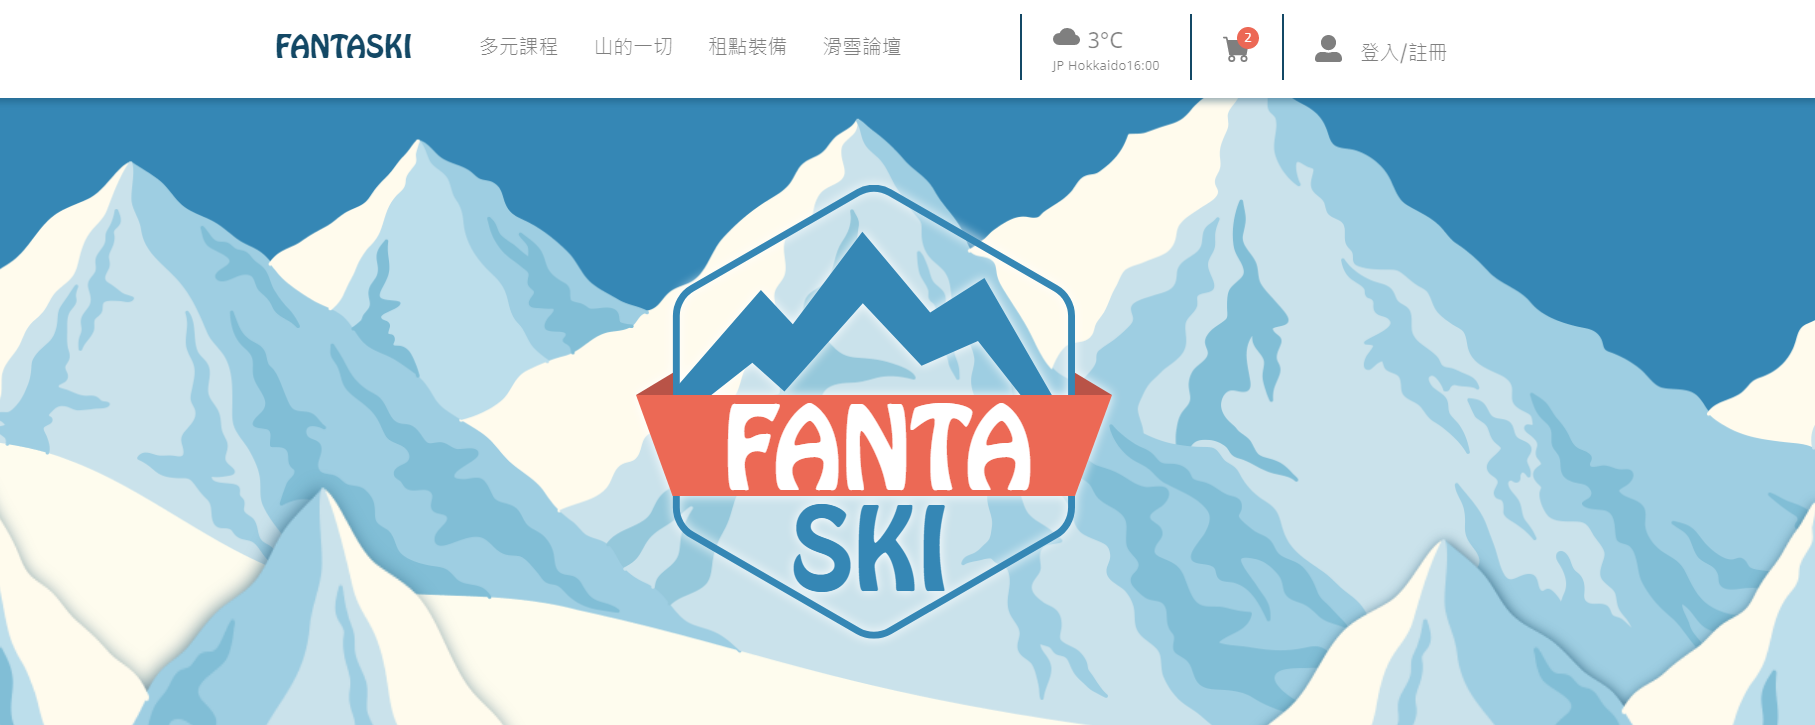 FANTASKI
多元課程
山的一切
租點裝備
滑雪論壇
3°C
JP Hokkaido16:00
2
登入/註冊
FANTA
SKI